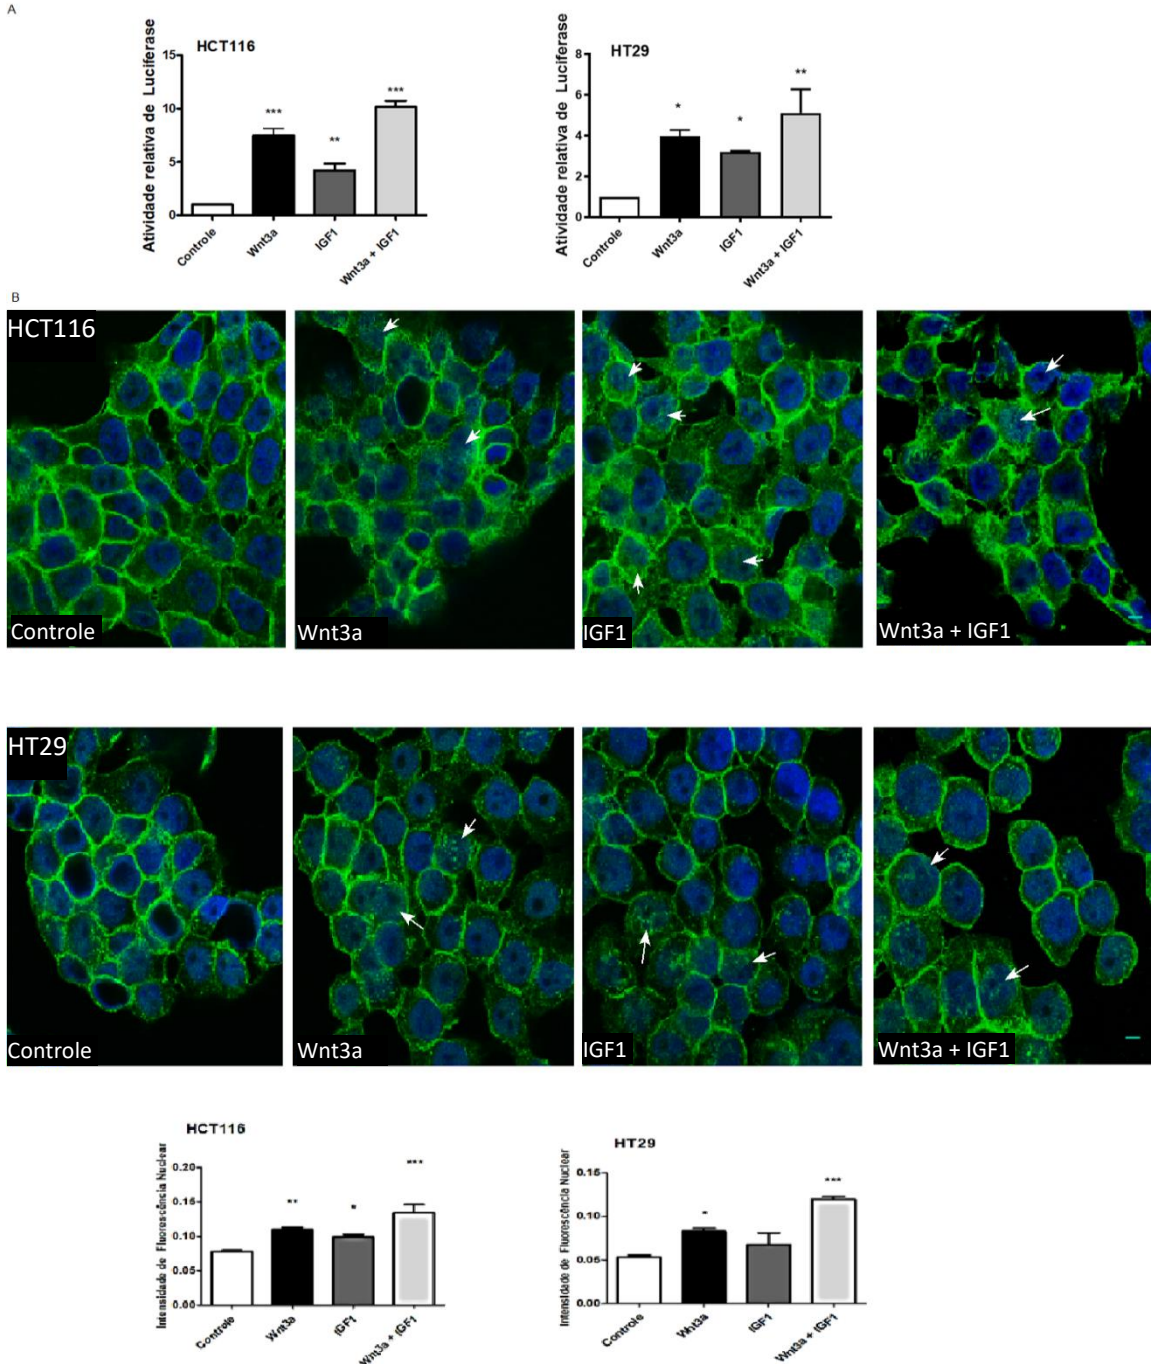 A
HCT116
Atividade relativa de Luciferase
15
10
5
0
***
**
***
Controle
Wnt3a
IGF1
Wnt3a + IGF1
HT29
Atividade relativa de Luciferase
8
6
4
2
0
*
*
**
Controle
Wnt3a
IGF1
Wnt3a + IGF1
B
HCT116
Controle
Wnt3a
IGF1
Wnt3a + IGF1
HT29
Controle
Wnt3a
IGF1
Wnt3a + IGF1
HCT116
Intensidade de Fluorescência Nuclear
0.20
0.15
0.10
0.05
0.00
**
*
***
Controle
Wnt3a
IGF1
Wnt3a + IGF1
HT29
Intensidade de Fluorescência Nuclear
0.15
0.10
0.05
0.00
*
***
Controle
Wnt3a
IGF1
Wnt3a + IGF1